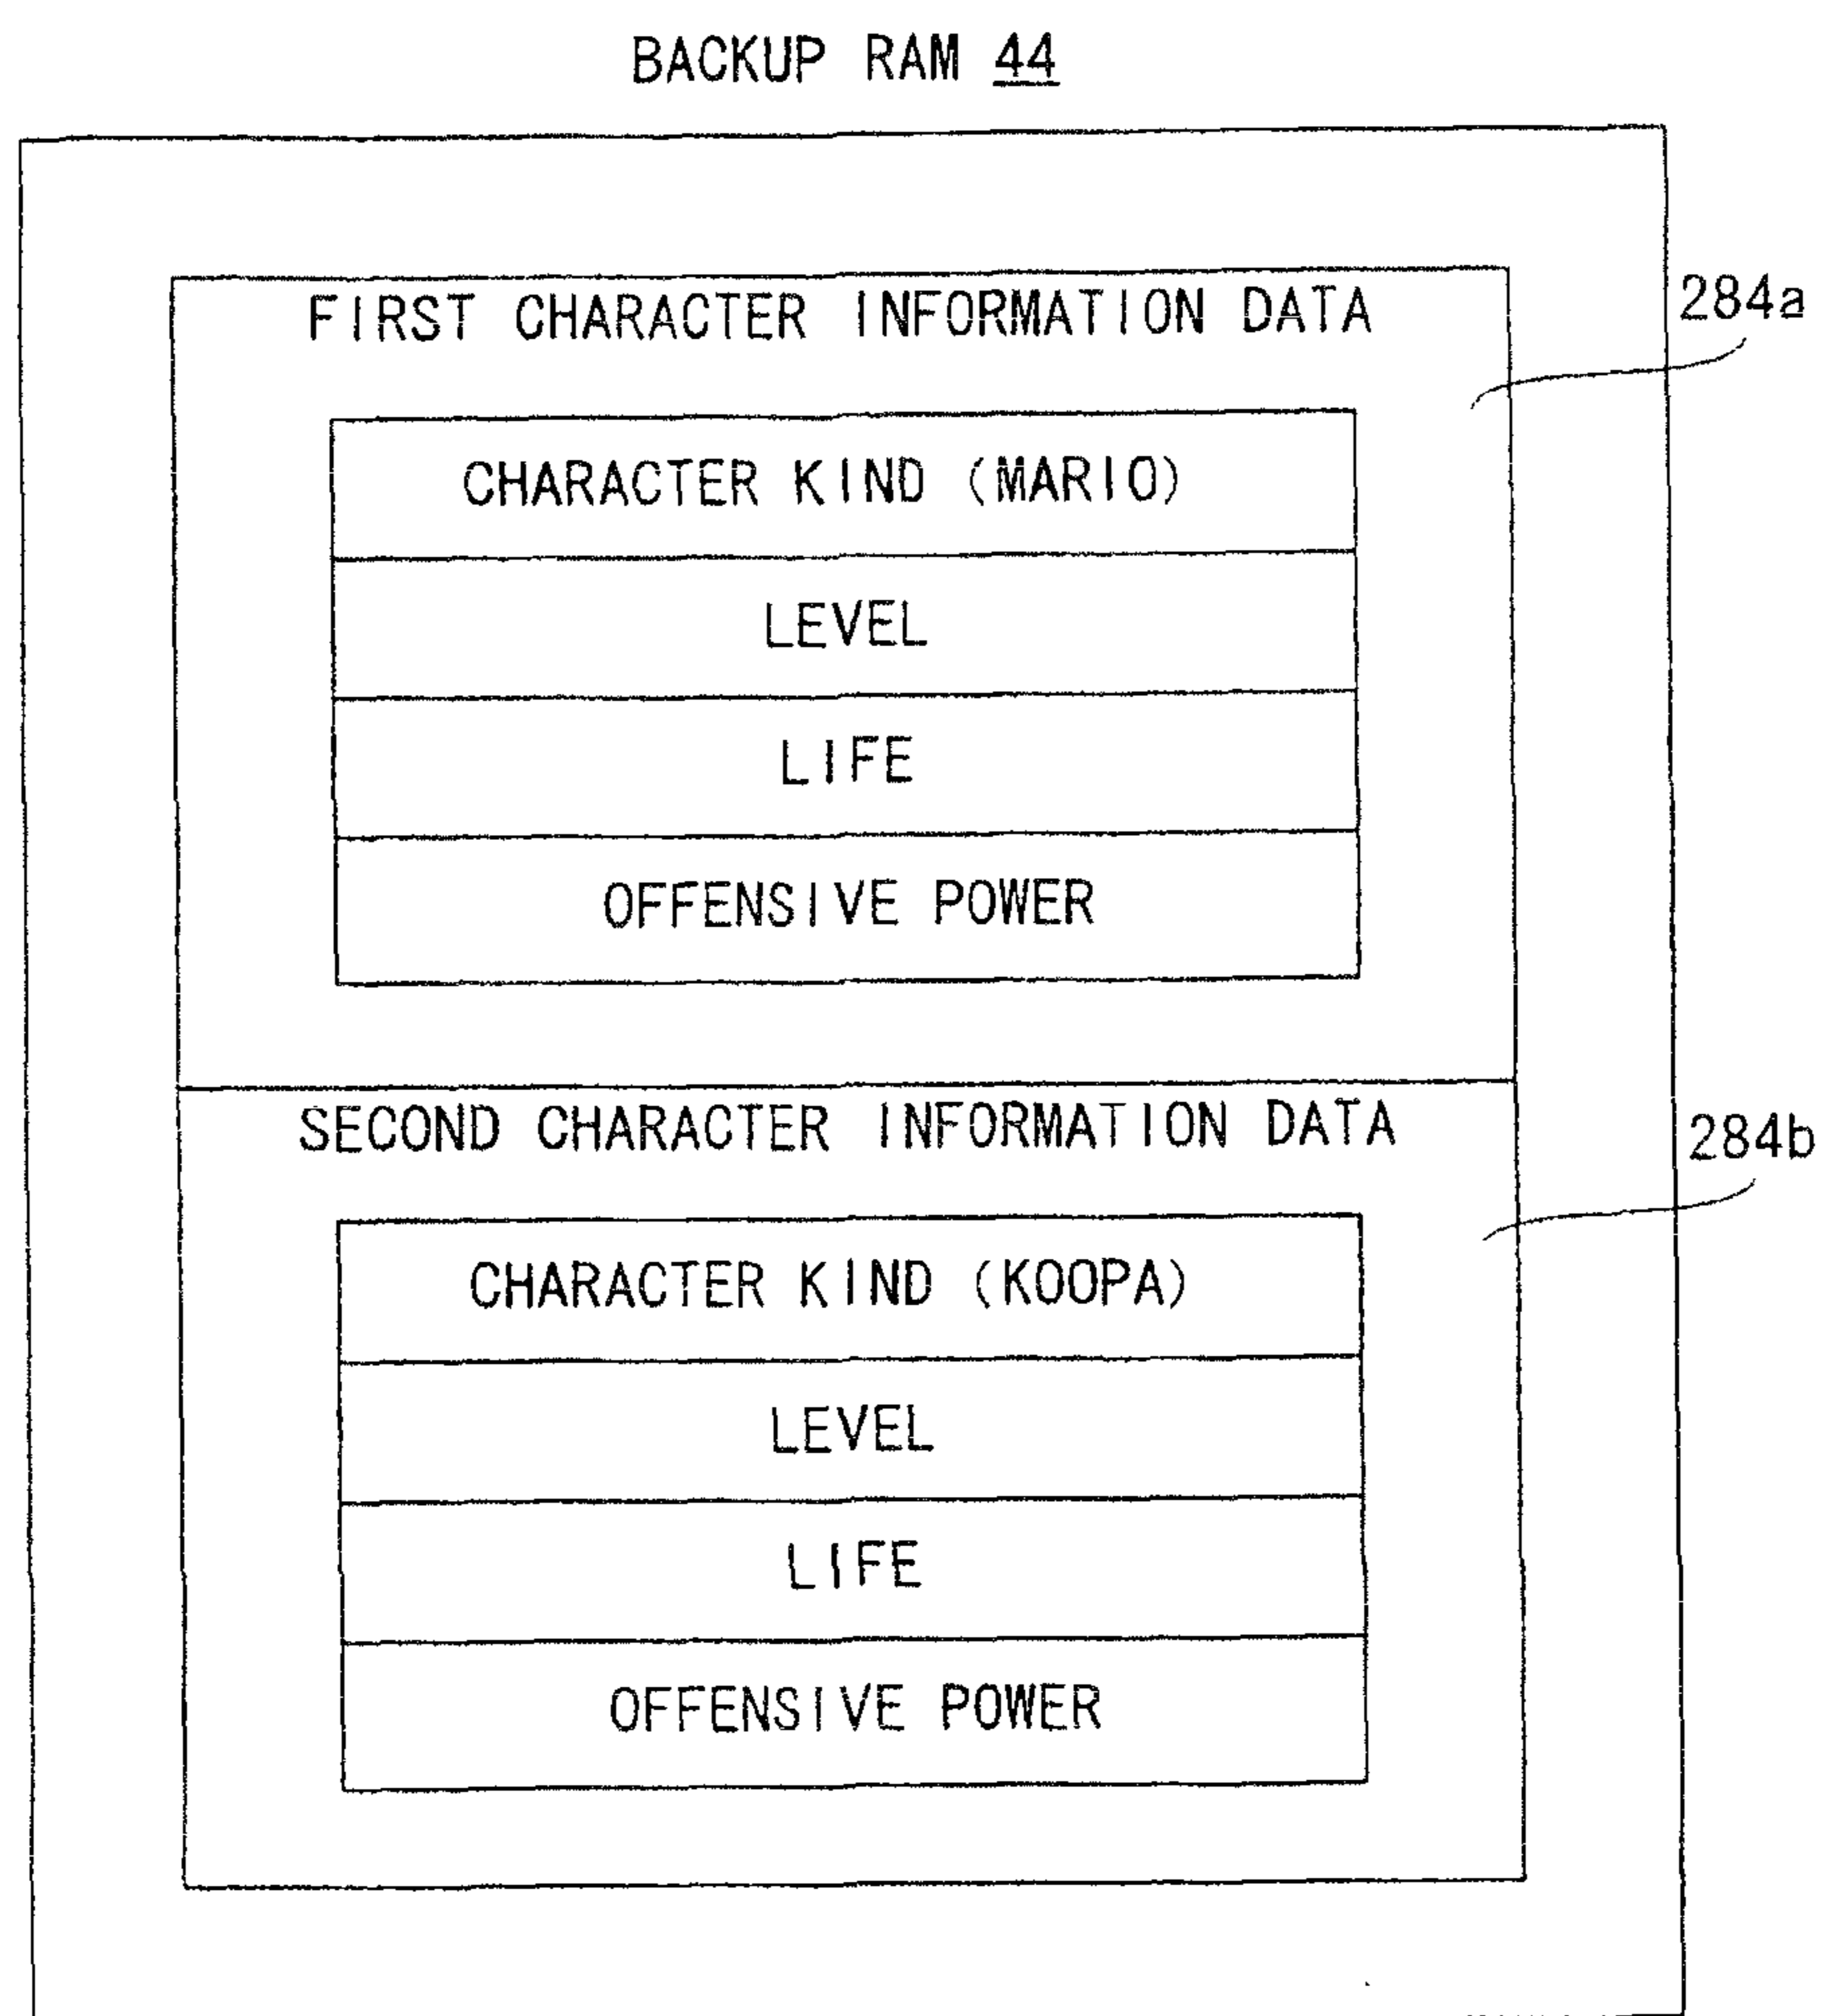 BACKUP RAM 44
FIRST CHARACTER INFORMATION DATA
284a
CHARACTER KIND (MARIO)
LEVEL
LIFE
OFFENSIVE POWER
SECOND CHARACTER INFORMATION DATA
284b
CHARACTER KIND (KOOPA)
LEVEL
LIFE
OFFENSIVE POWER